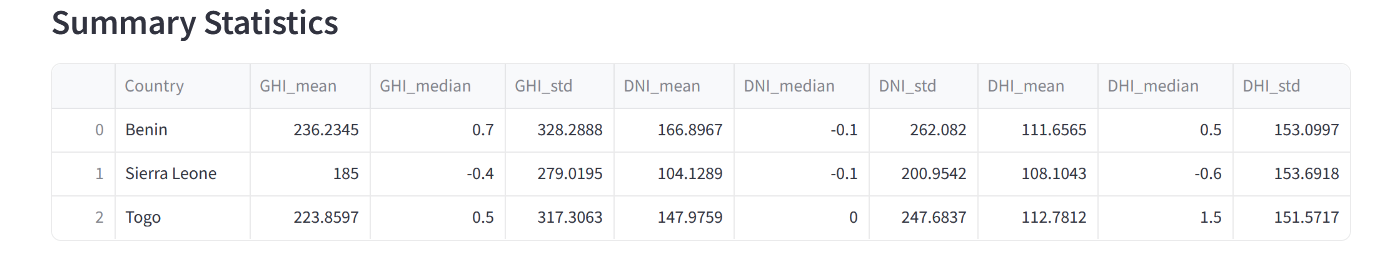 Summary Statistics
Country GHI_mean GHI_median GHI_std DNI_mean DNI_median DNI_std DHI_mean DHI_median DHI_std
0 Benin 236.2345 0.7 328.2888 166.8967 -0.1 262.082 111.6565 0.5 153.0997
1 Sierra Leone 185 -0.4 279.0195 104.1289 -0.1 200.9542 108.1043 -0.6 153.6918
2 Togo 223.8597 0.5 317.3063 147.9759 0 247.6837 112.7812 1.5 151.5717